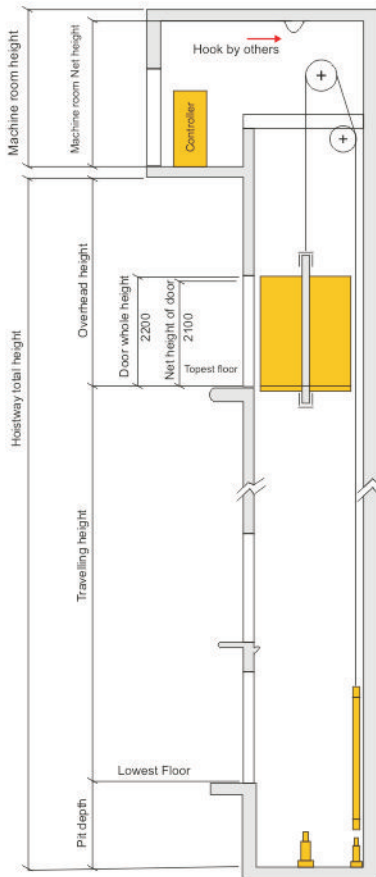 Hook by others
Machine room height
Machine room Net height
Controller
Hoistway total height
Overhead height
Door whole height
2200
Net height of door
2100
Topest floor
Travelling height
Lowest Floor
Pit depth